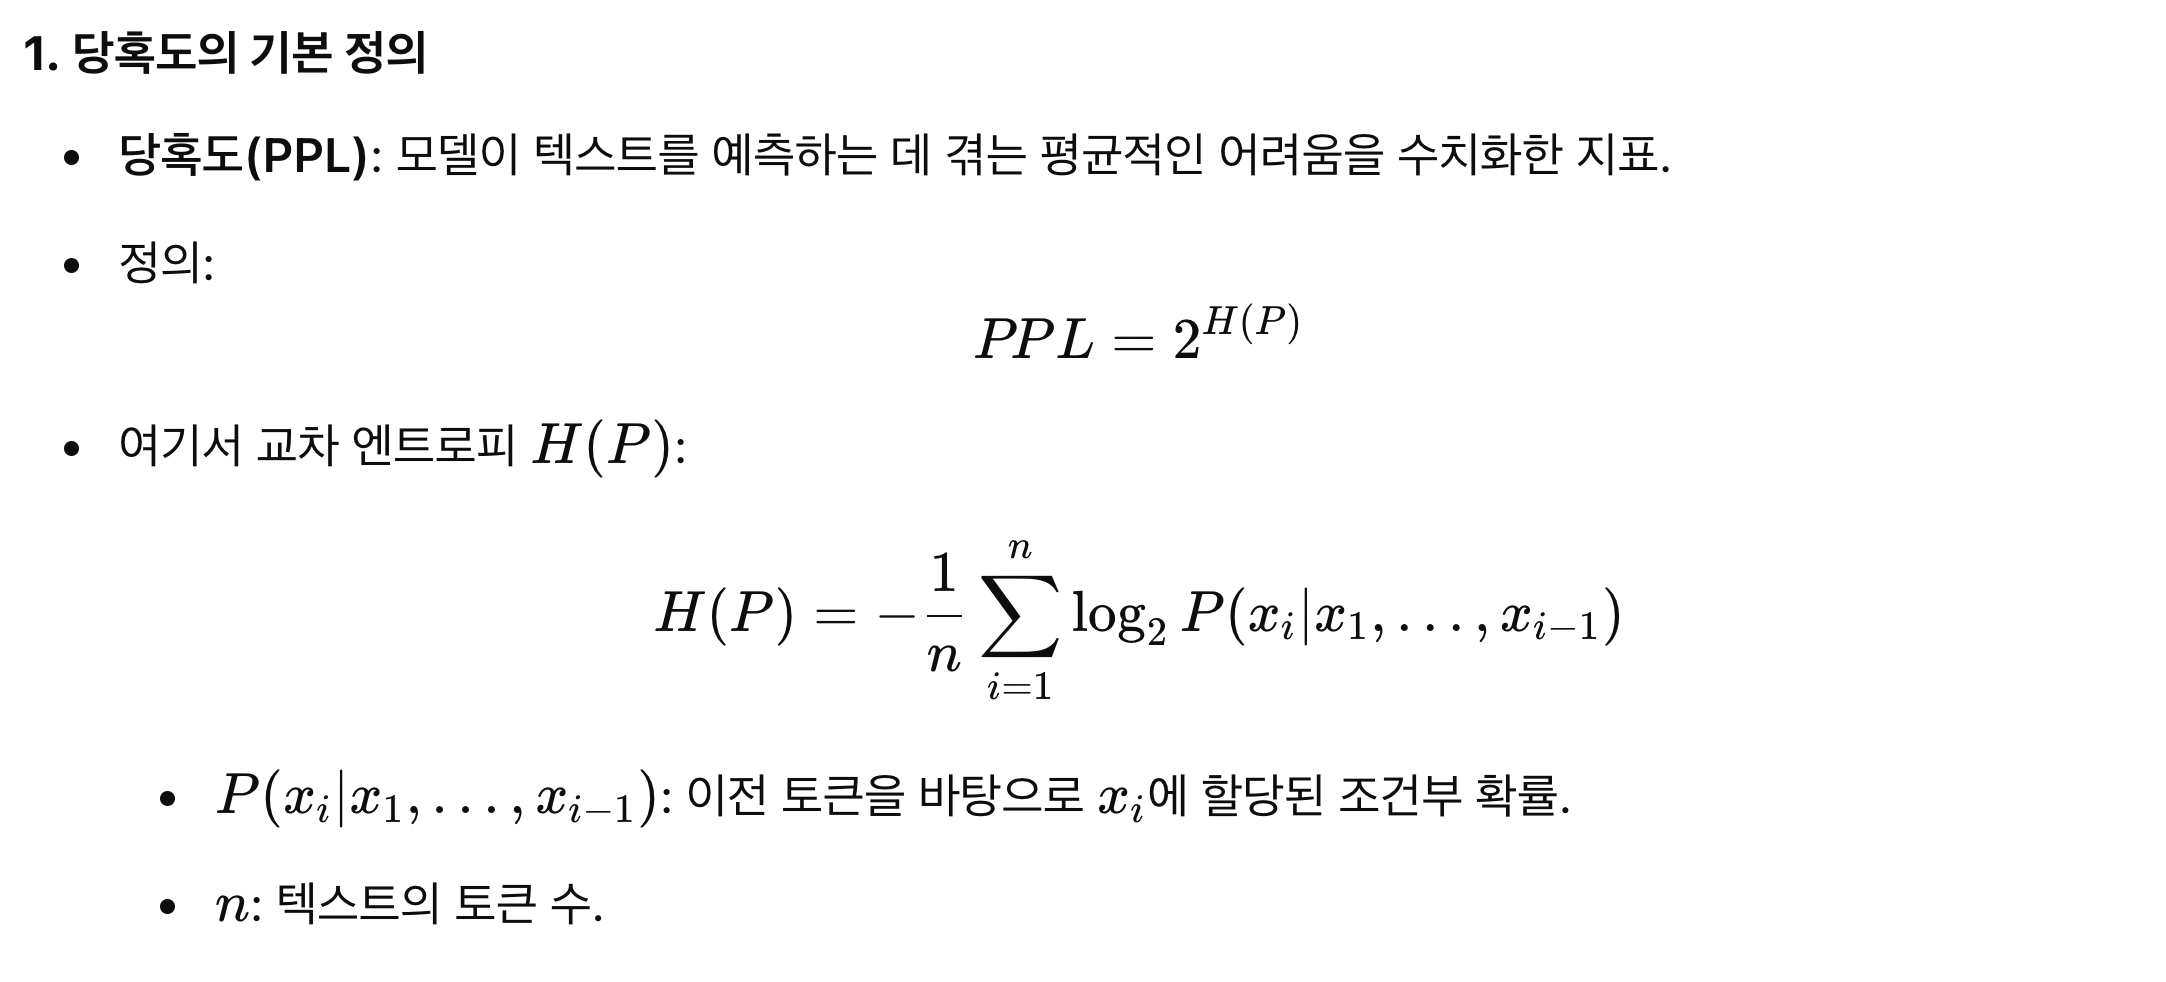 1. 당혹도의 기본 정의
• 당혹도(PPL): 모델이 텍스트를 예측하는 데 겪는 평균적인 어려움을 수치화한 지표.
• 정의:
PPL = 2^{H(P)}
• 여기서 교차 엔트로피 H(P):
H(P) = -\frac{1}{n} \sum_{i=1}^{n} \log_2 P(x_i|x_1, \ldots, x_{i-1})
• P(x_i|x_1, \ldots, x_{i-1}): 이전 토큰을 바탕으로 x_i에 할당된 조건부 확률.
• n: 텍스트의 토큰 수.